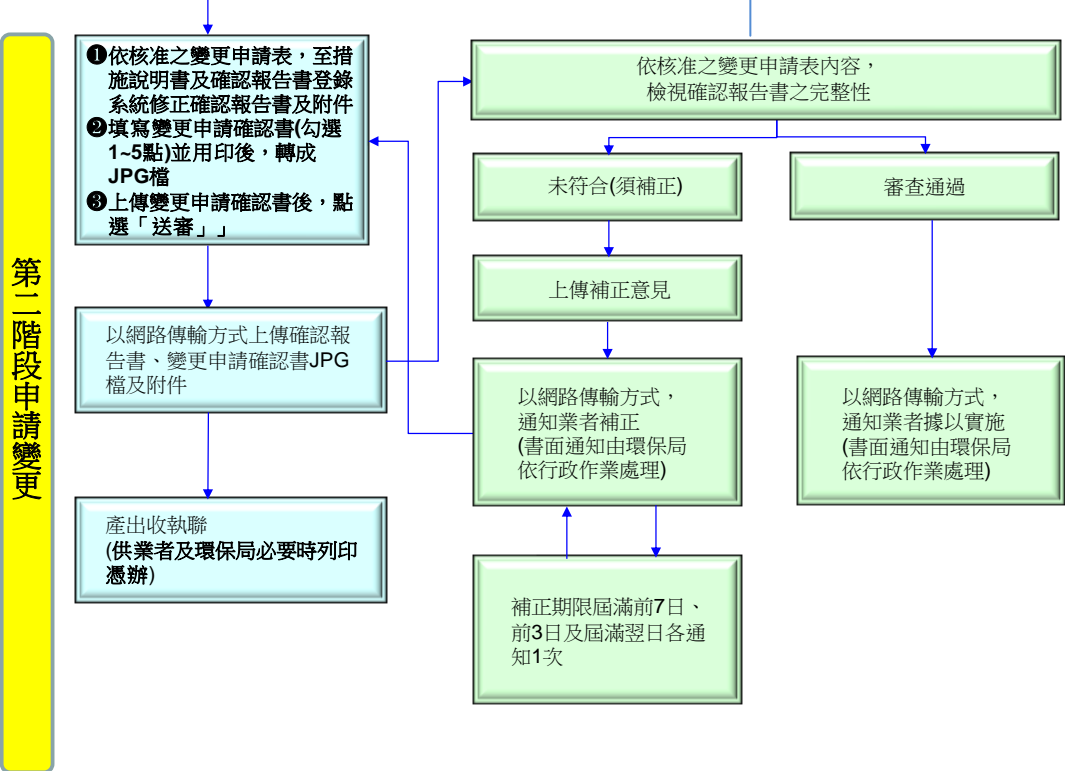 第二階段申請變更
❶依核准之變更申請表，至措
施說明書及確認報告書登錄
系統修正確認報告書及附件
❷填寫變更申請確認書(勾選
1~5點)並用印後，轉成
JPG檔
❸上傳變更申請確認書後，點
選「送審」」
以網路傳輸方式上傳確認報
告書、變更申請確認書JPG
檔及附件
產出收執聯
(供業者及環保局必要時列印
憑辦)
依核准之變更申請表內容，
檢視確認報告書之完整性
未符合(須補正)
審查通過
上傳補正意見
以網路傳輸方式，
通知業者補正
(書面通知由環保局
依行政作業處理)
以網路傳輸方式，
通知業者據以實施
(書面通知由環保局
依行政作業處理)
補正期限屆滿前7日、
前3日及屆滿翌日各通
知1次